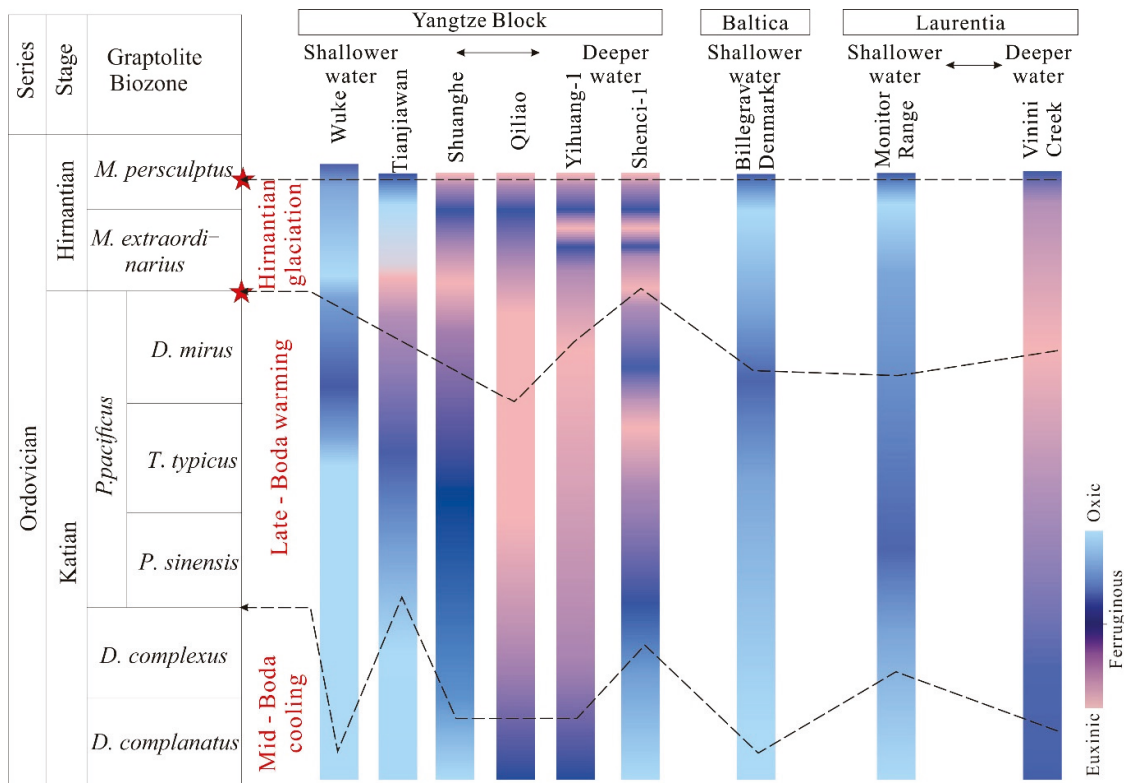 Yangtze Block
Baltica
Laurentia
Series
Stage
Graptolite
Biozone
Shallower
water
Deeper
water
Shallower
water
Shallower
water
Deeper
water
Wuke
Tianjiawan
Shuanghe
Qiliao
Yihuang-1
Shenci-1
Billegrav
Denmark
Monitor
Range
Vinini
Creek
Ordovician
Hirnantian
Katian
M. persculptus
M. extraordi-
narius
P.pacificus
D. mirus
T. typicus
P. sinensis
D. complexus
D. complanatus
Hirnantian
glaciation
Late - Boda warming
Mid - Boda
cooling
Oxic
Ferruginous
Euxinic